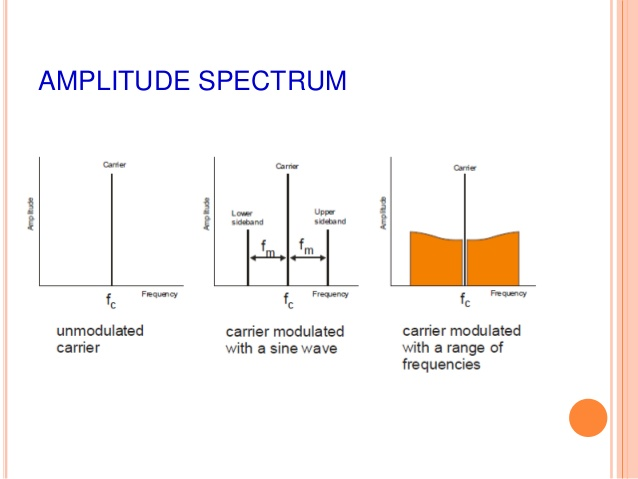 AMPLITUDE SPECTRUM
Carrier
Amplitude
fc
Frequency
unmodulated
carrier
Carrier
Amplitude
Lower
sideband
Upper
sideband
fm
fm
fc
Frequency
carrier modulated
with a sine wave
Carrier
Amplitude
fc
Frequency
carrier modulated
with a range of
frequencies